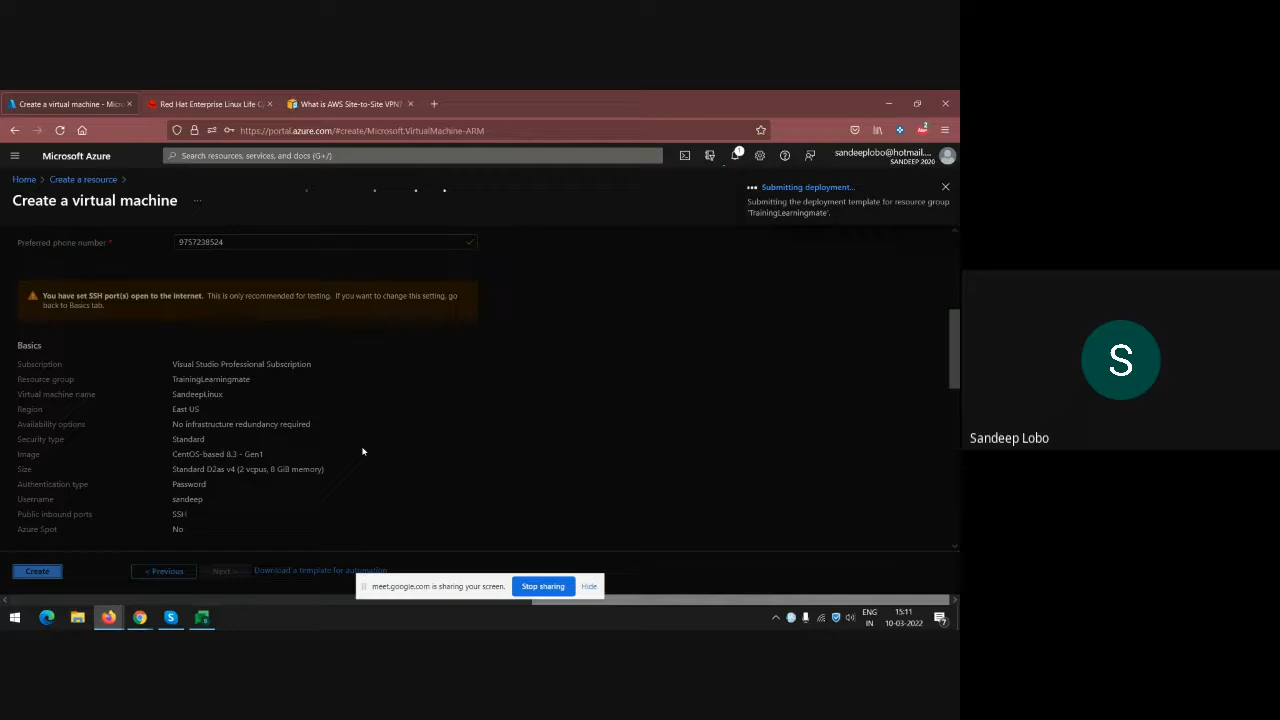 Create a virtual machine - Micro
Red Hat Enterprise Linux Life C
What is AWS Site-to-Site VPN?
https://portal.azure.com/#create/Microsoft.VirtualMachine-ARM
Microsoft Azure
Search resources, services, and docs (G+/)
1
2
sandeeplobo@hotmail....
SANDEEP 2020
Home > Create a resource >
Create a virtual machine ...
Submitting deployment...
Submitting the deployment template for resource group
'TrainingLearningmate'.
Preferred phone number * 9757238524
You have set SSH port(s) open to the internet. This is only recommended for testing. If you want to change this setting, go
back to Basics tab.
Basics
Subscription Visual Studio Professional Subscription
Resource group TrainingLearningmate
Virtual machine name SandeepLinux
Region East US
Availability options No infrastructure redundancy required
Security type Standard
Image CentOS-based 8.3 - Gen1
Size Standard D2as v4 (2 vcpus, 8 GiB memory)
Authentication type Password
Username sandeep
Public inbound ports SSH
Azure Spot No
Create < Previous Next > Download a template for automation
meet.google.com is sharing your screen. Stop sharing Hide
ENG
IN
15:11
10-03-2022
7
S
Sandeep Lobo